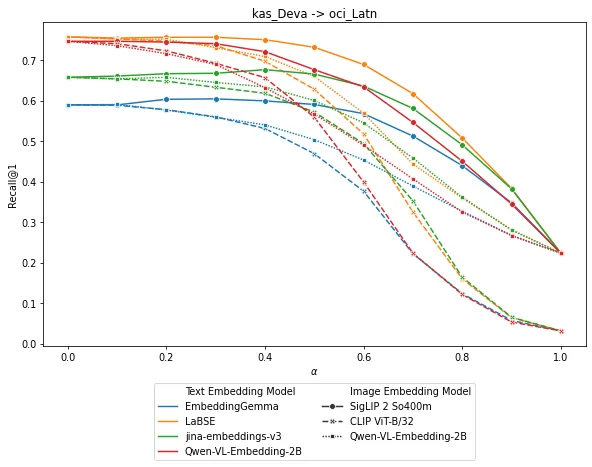 kas_Deva -> oci_Latn
Recall@1
0.7
0.6
0.5
0.4
0.3
0.2
0.1
0.0
0.0 0.2 0.4 0.6 0.8 1.0
α
Text Embedding Model
EmbeddingGemma
LaBSE
jina-embeddings-v3
Qwen-VL-Embedding-2B
Image Embedding Model
SigLIP 2 So400m
CLIP ViT-B/32
Qwen-VL-Embedding-2B